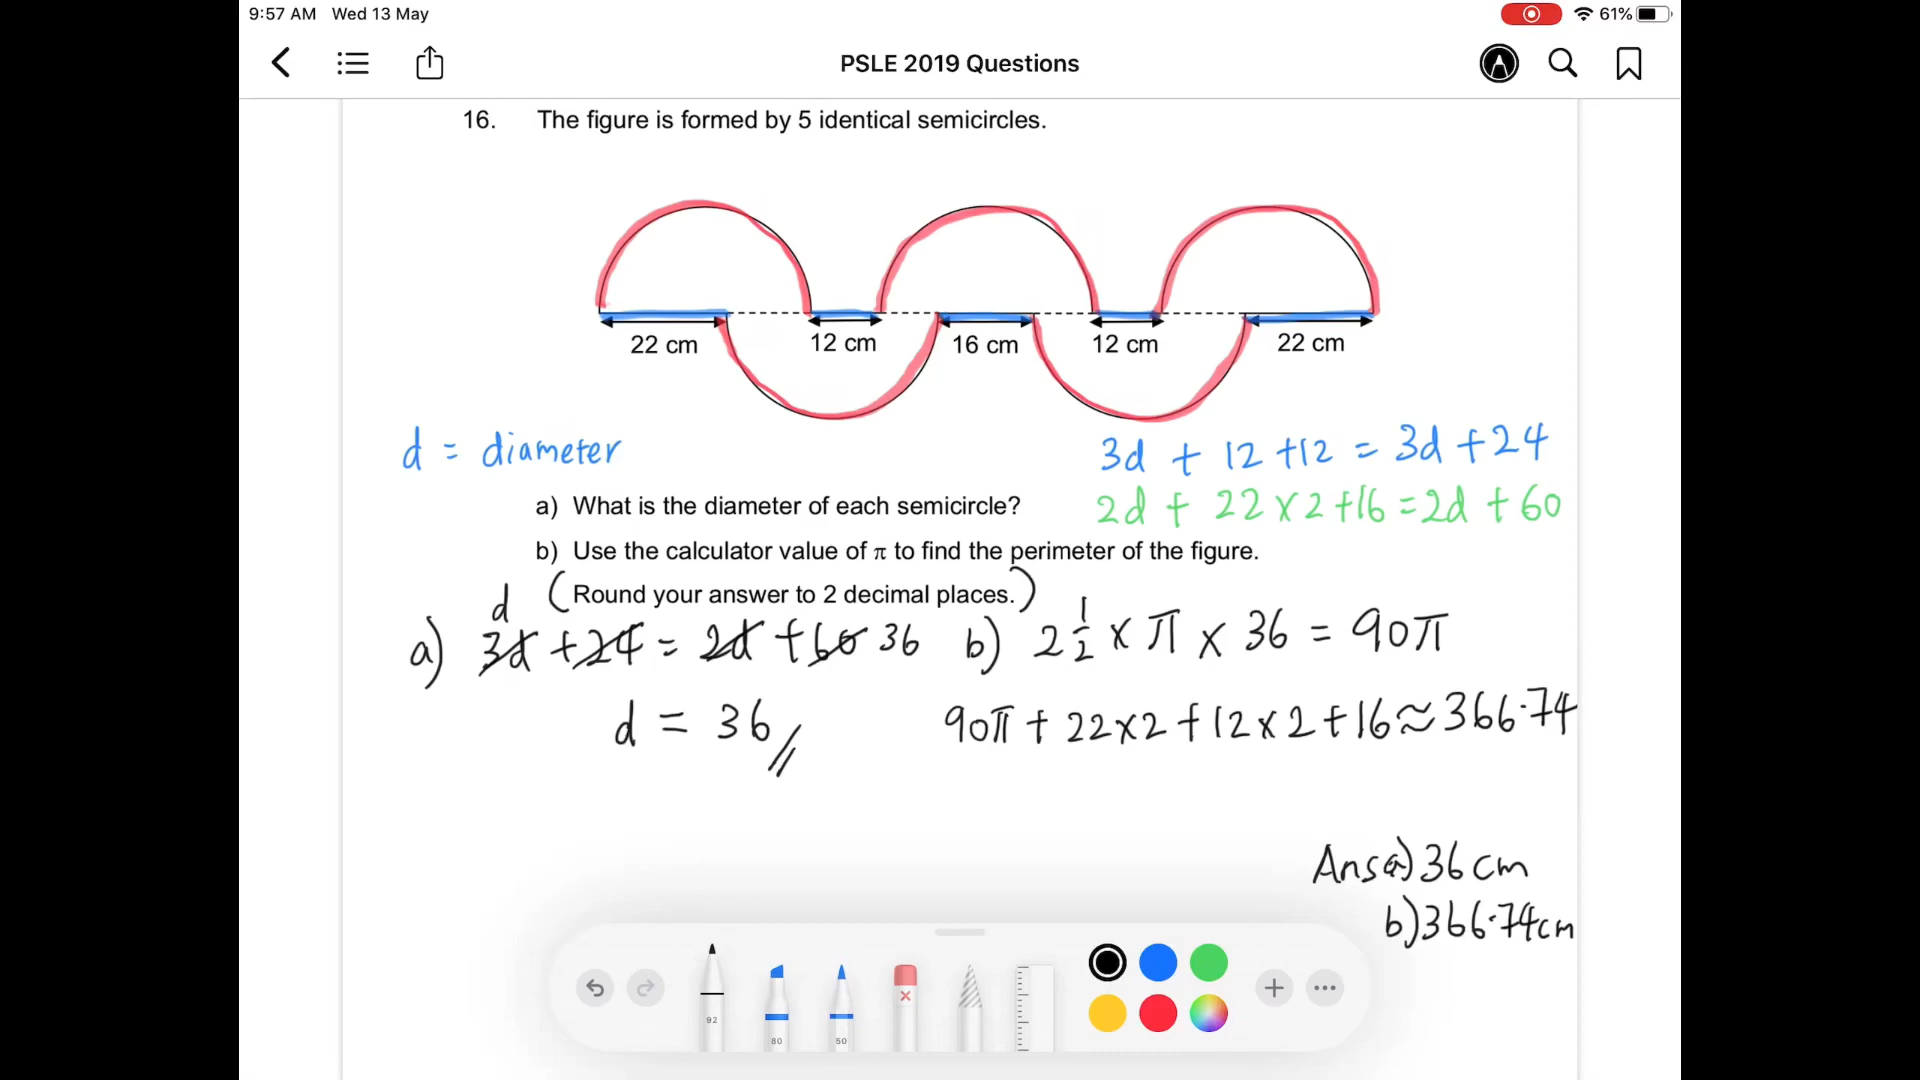 9:57 AM Wed 13 May 61%
PSLE 2019 Questions
16. The figure is formed by 5 identical semicircles.
22 cm 12 cm 16 cm 12 cm 22 cm
d = diameter 3d + 12 + 12 = 3d + 24
a) What is the diameter of each semicircle? 2d + 22 x 2 + 16 = 2d + 60
b) Use the calculator value of π to find the perimeter of the figure.
(Round your answer to 2 decimal places.)
d
a) 3d + 24 = 2d + 60 36 b) 2 1/2 x π x 36 = 90π
d = 36 90π + 22x2 + 12x2 + 16 ≈ 366.74
Ans a) 36 cm
b) 366.74cm
92 80 50